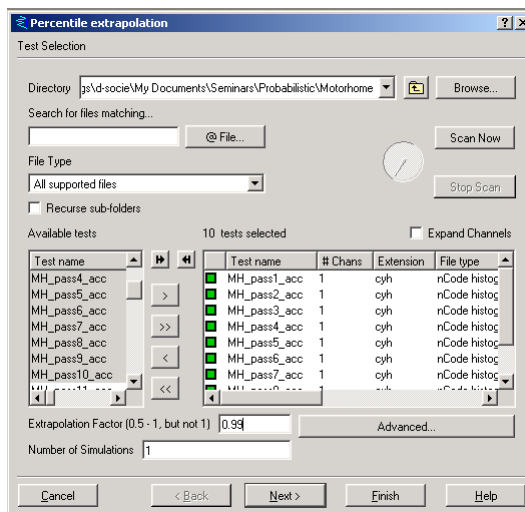 Percentile extrapolation
Test Selection
Directory gs\d-socie\My Documents\Seminars\Probabilistic\Motorhome Browse...
Search for files matching...
@ File... Scan Now
File Type
All supported files Stop Scan
Recurse sub-folders
Available tests 10 tests selected Expand Channels
Test name Test name # Chans Extension File type
MH_pass4_acc MH_pass1_acc 1 cyh nCode histog
MH_pass5_acc MH_pass2_acc 1 cyh nCode histog
MH_pass6_acc MH_pass3_acc 1 cyh nCode histog
MH_pass7_acc MH_pass4_acc 1 cyh nCode histog
MH_pass8_acc MH_pass5_acc 1 cyh nCode histog
MH_pass9_acc MH_pass6_acc 1 cyh nCode histog
MH_pass10_acc MH_pass7_acc 1 cyh nCode histog
> >> < <<
Extrapolation Factor (0.5 - 1, but not 1) 0.99 Advanced...
Number of Simulations 1
Cancel < Back Next > Finish Help